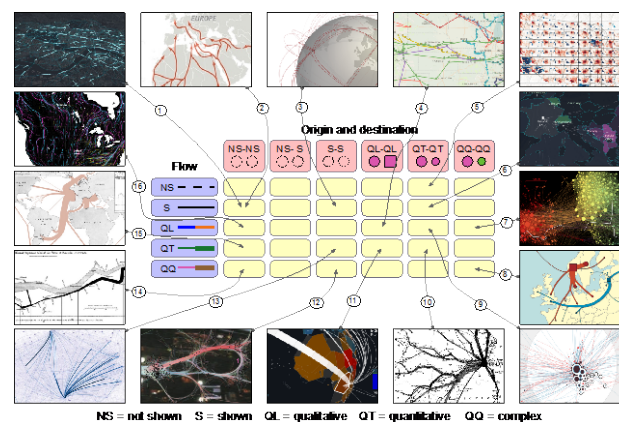 EUROPE
1
2
3
4
5
Origin and destination
NS-NS
NS- S
S-S
QL-QL
QT-QT
QQ-QQ
Flow
NS
S
QL
QT
QQ
16
6
15
7
14
8
13
12
11
10
9
NS = not shown S = shown QL = qualitative QT = quantitative QQ = complex